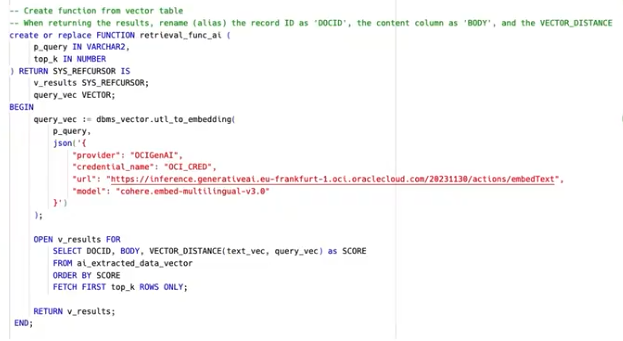 -- Create function from vector table
-- When returning the results, rename (alias) the record ID as 'DOCID', the content column as 'BODY', and the VECTOR_DISTANCE
create or replace FUNCTION retrieval_func_ai (
p_query IN VARCHAR2,
top_k IN NUMBER
) RETURN SYS_REFCURSOR IS
v_results SYS_REFCURSOR;
query_vec VECTOR;
BEGIN
query_vec := dbms_vector.utl_to_embedding(
p_query,
json('{
"provider": "OCIGenAI",
"credential_name": "OCI_CRED",
"url": "https://inference.generativeai.eu-frankfurt-1.oci.oraclecloud.com/20231130/actions/embedText",
"model": "cohere.embed-multilingual-v3.0"
}')
);
OPEN v_results FOR
SELECT DOCID, BODY, VECTOR_DISTANCE(text_vec, query_vec) as SCORE
FROM ai_extracted_data_vector
ORDER BY SCORE
FETCH FIRST top_k ROWS ONLY;
RETURN v_results;
END;